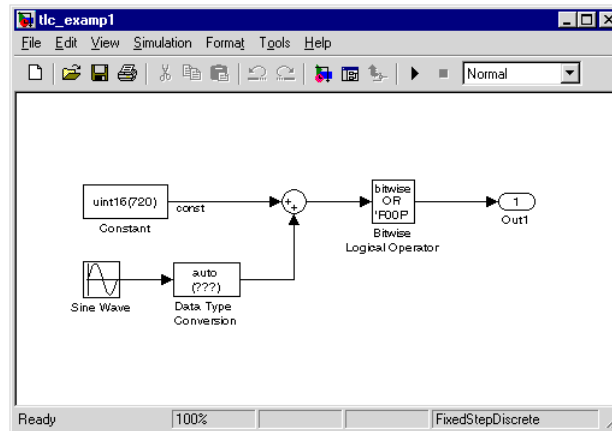 tlc_examp1
File Edit View Simulation Format Tools Help
Normal
uint16(720)
const
Constant
Sine Wave
auto
(???)
Data Type
Conversion
bitwise
OR
'F00F'
Bitwise
Logical Operator
1
Out1
Ready 100% FixedStepDiscrete